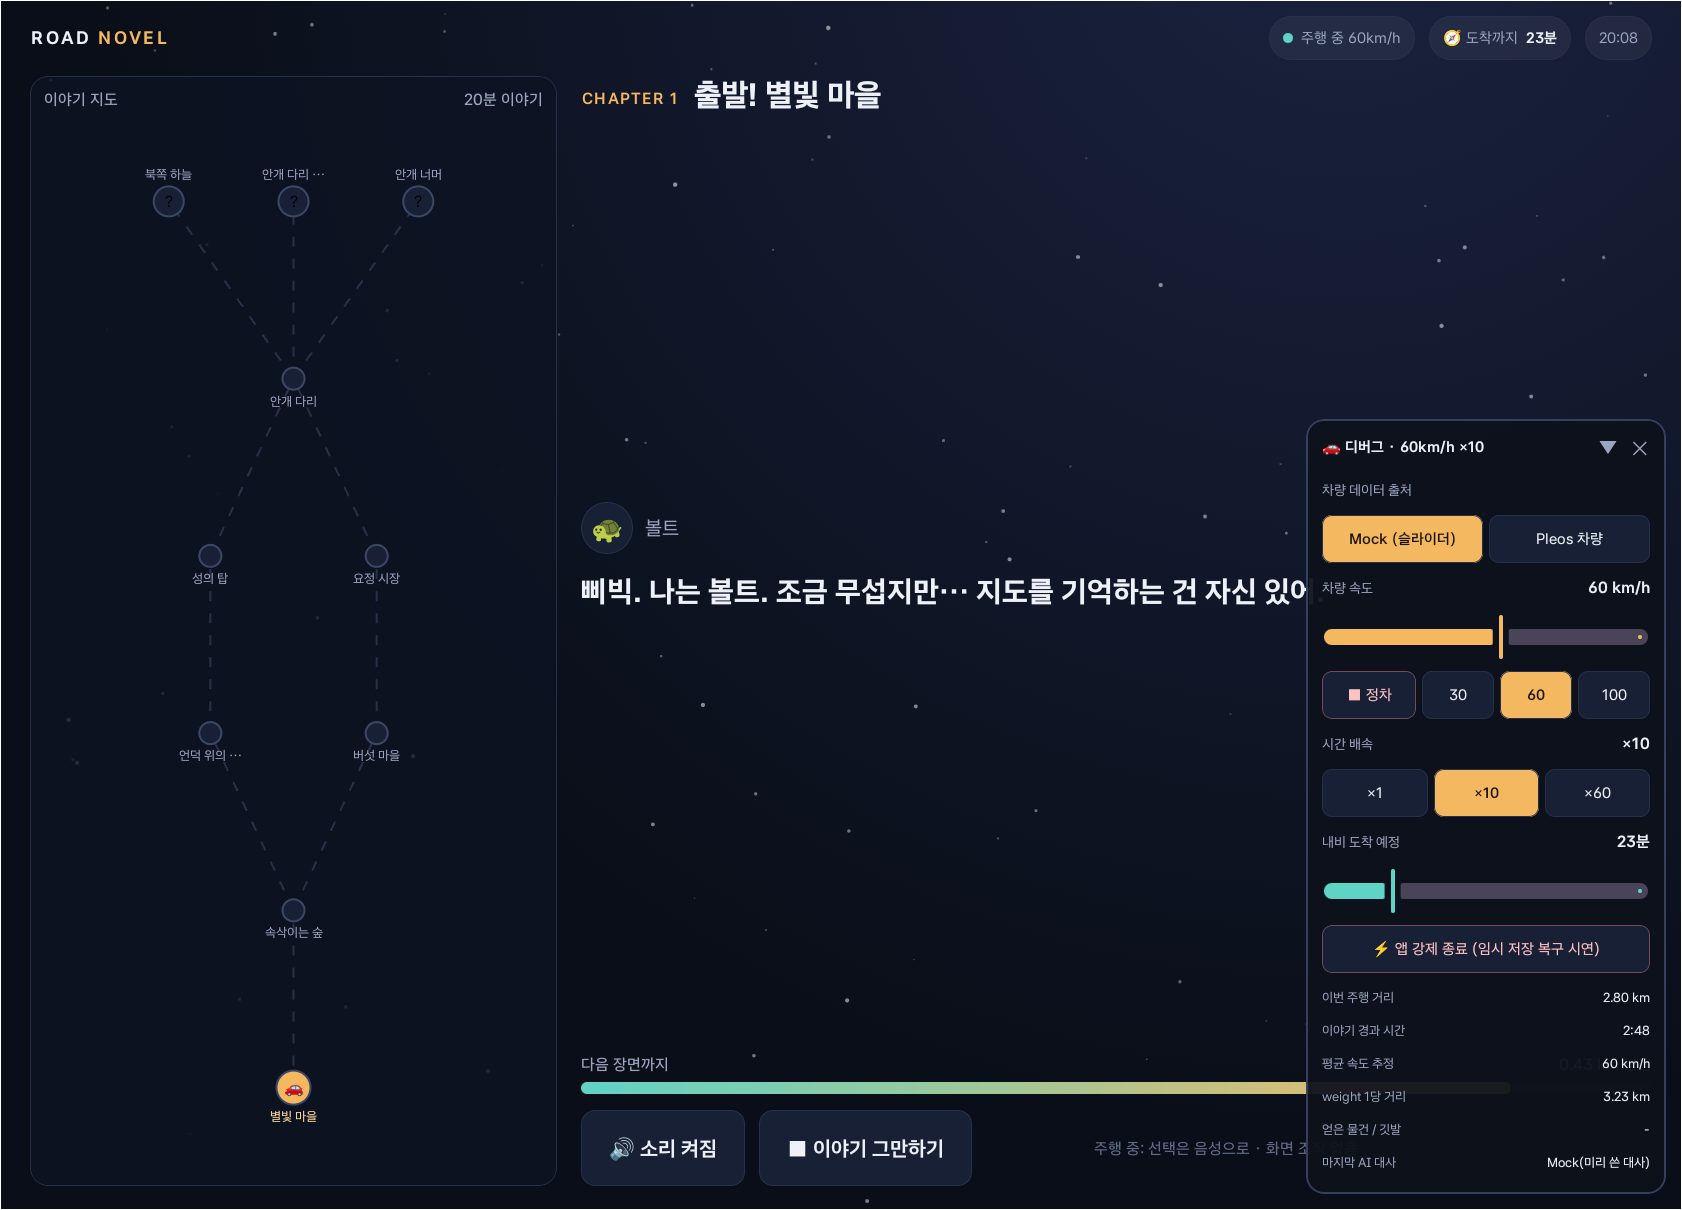 ROAD NOVEL
주행 중 60km/h
도착까지 23분
20:08
이야기 지도
20분 이야기
북쪽 하늘
안개 다리 ···
안개 너머
?
?
?
안개 다리
성의 탑
요정 시장
언덕 위의 ···
버섯 마을
속삭이는 숲
별빛 마을
CHAPTER 1 출발! 별빛 마을
볼트
삐빅. 나는 볼트. 조금 무섭지만··· 지도를 기억하는 건 자신 있어
다음 장면까지
0.43
소리 켜짐
이야기 그만하기
주행 중: 선택은 음성으로 · 화면
디버그 · 60km/h ×10
차량 데이터 출처
Mock (슬라이더)
Pleos 차량
차량 속도
60 km/h
정차
30
60
100
시간 배속
×10
×1
×10
×60
내비 도착 예정
23분
앱 강제 종료 (임시 저장 복구 시연)
이번 주행 거리
2.80 km
이야기 경과 시간
2:48
평균 속도 추정
60 km/h
weight 1당 거리
3.23 km
얻은 물건 / 깃발
-
마지막 AI 대사
Mock(미리 쓴 대사)